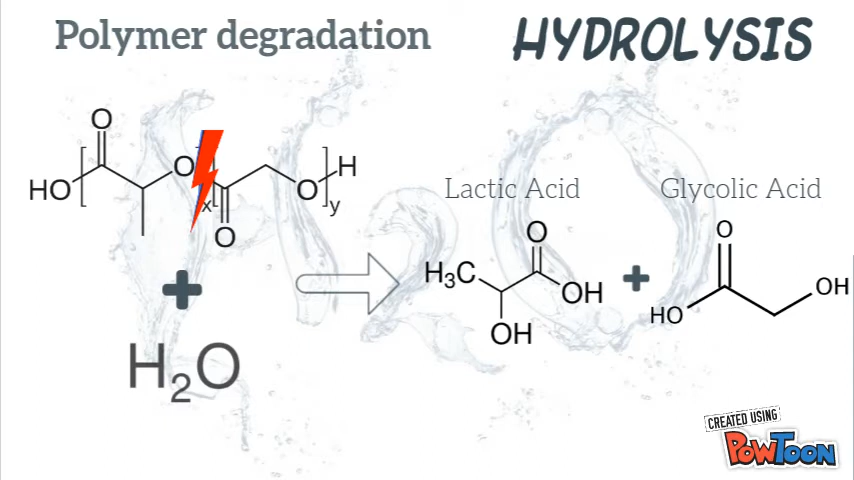 Polymer degradation
HYDROLYSIS
O
HO [ O ] [ O ] H
x y
O
Lactic Acid
Glycolic Acid
O
H₃C
OH
OH
+
O
HO
OH
+
H₂O
CREATED USING
POWTOON